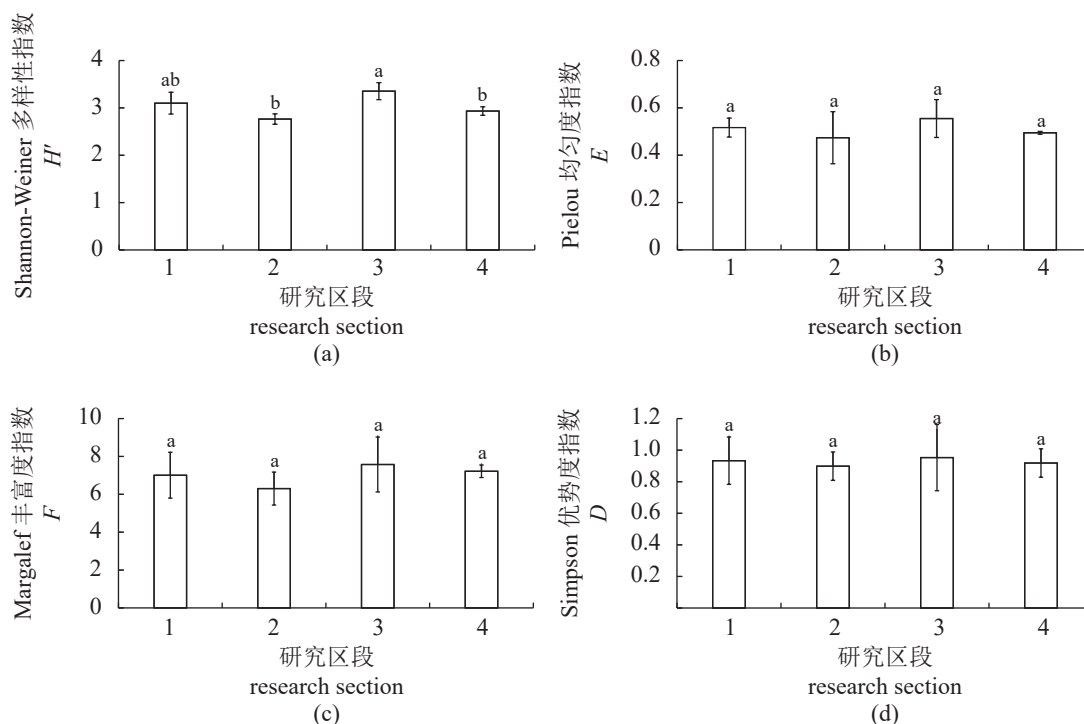 Shannon-Weiner 多样性指数
H′
4
3
2
1
0
ab
b
a
b
1 2 3 4
研究区段
research section
(a)
Pielou 均匀度指数
E
0.8
0.6
0.4
0.2
0
a
a
a
a
1 2 3 4
研究区段
research section
(b)
Margalef 丰富度指数
F
10
8
6
4
2
0
a
a
a
a
1 2 3 4
研究区段
research section
(c)
Simpson 优势度指数
D
1.2
1.0
0.8
0.6
0.4
0.2
a
a
a
a
1 2 3 4
研究区段
research section
(d)